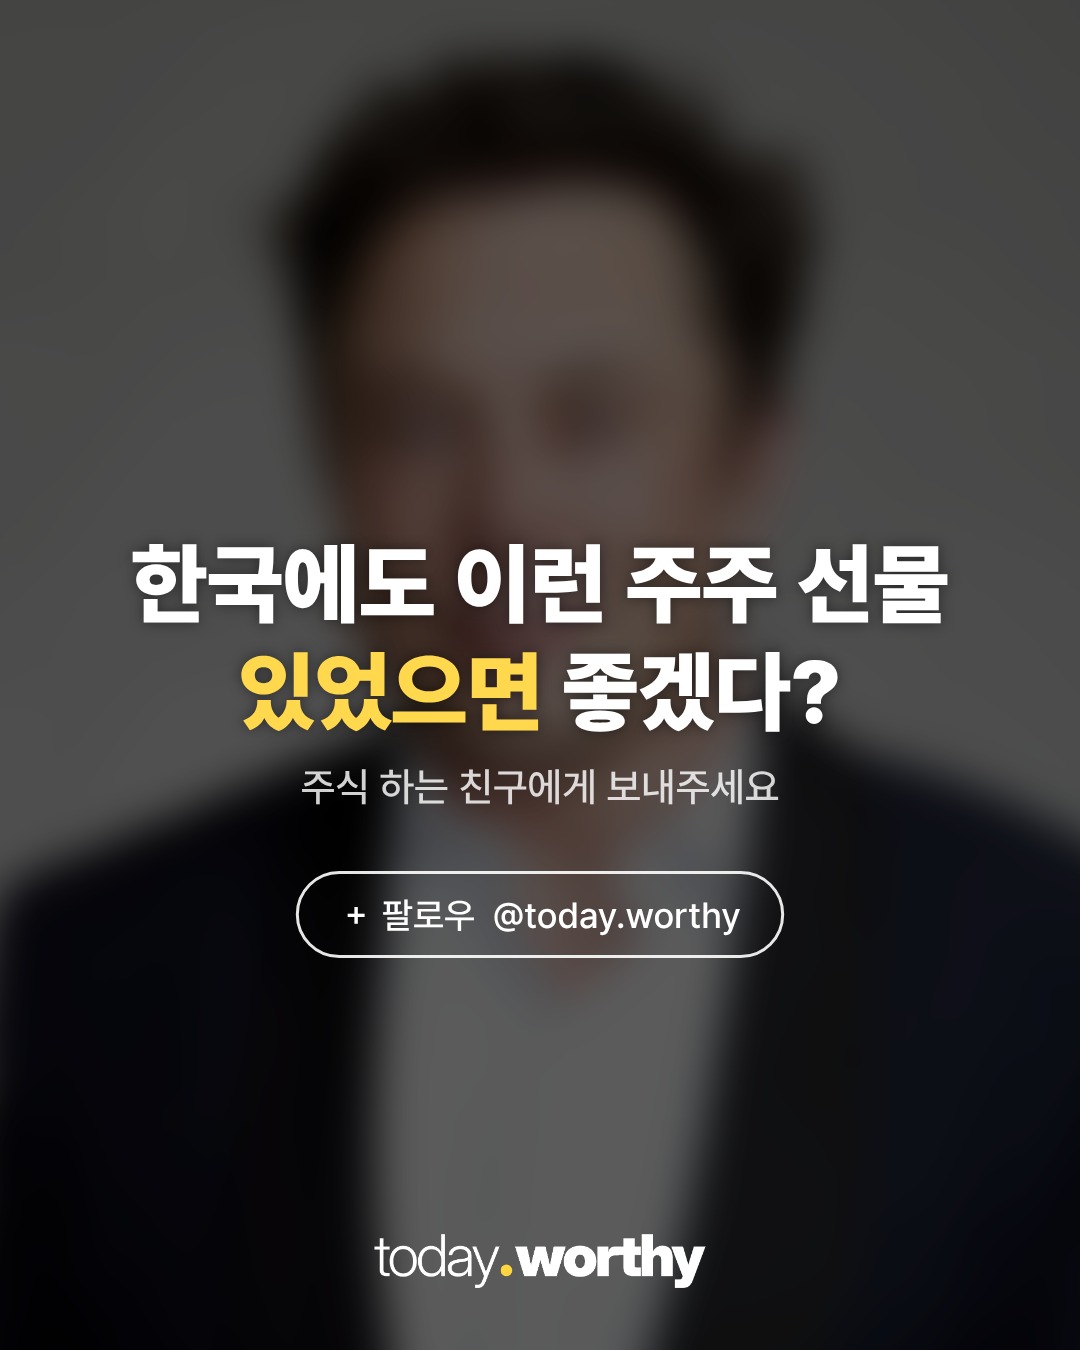 한국에도 이런 주주 선물
있었으면 좋겠다?
주식 하는 친구에게 보내주세요
+ 팔로우 @today.worthy
today.worthy